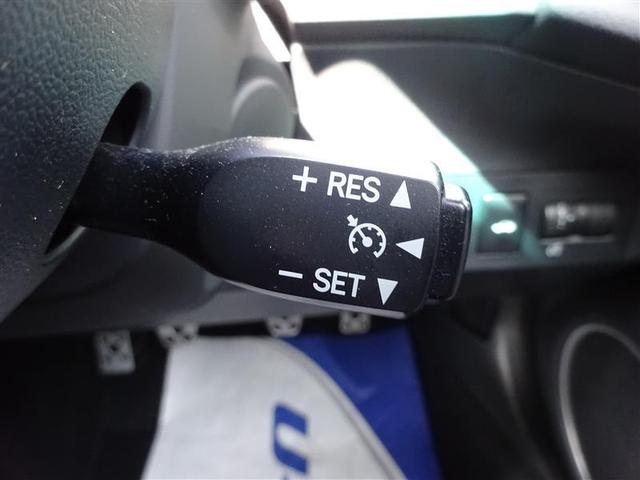 + RES
- SET